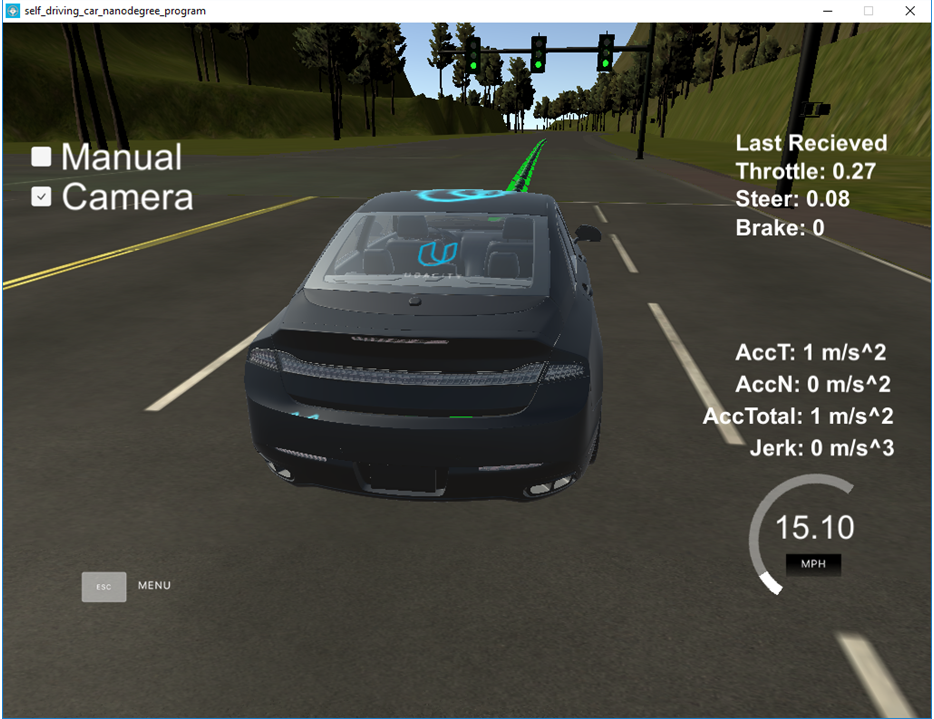 self_driving_car_nanodegree_program
Manual
Camera
Last Recieved
Throttle: 0.27
Steer: 0.08
Brake: 0
UDACITY
AccT: 1 m/s^2
AccN: 0 m/s^2
AccTotal: 1 m/s^2
Jerk: 0 m/s^3
15.10
MPH
ESC MENU